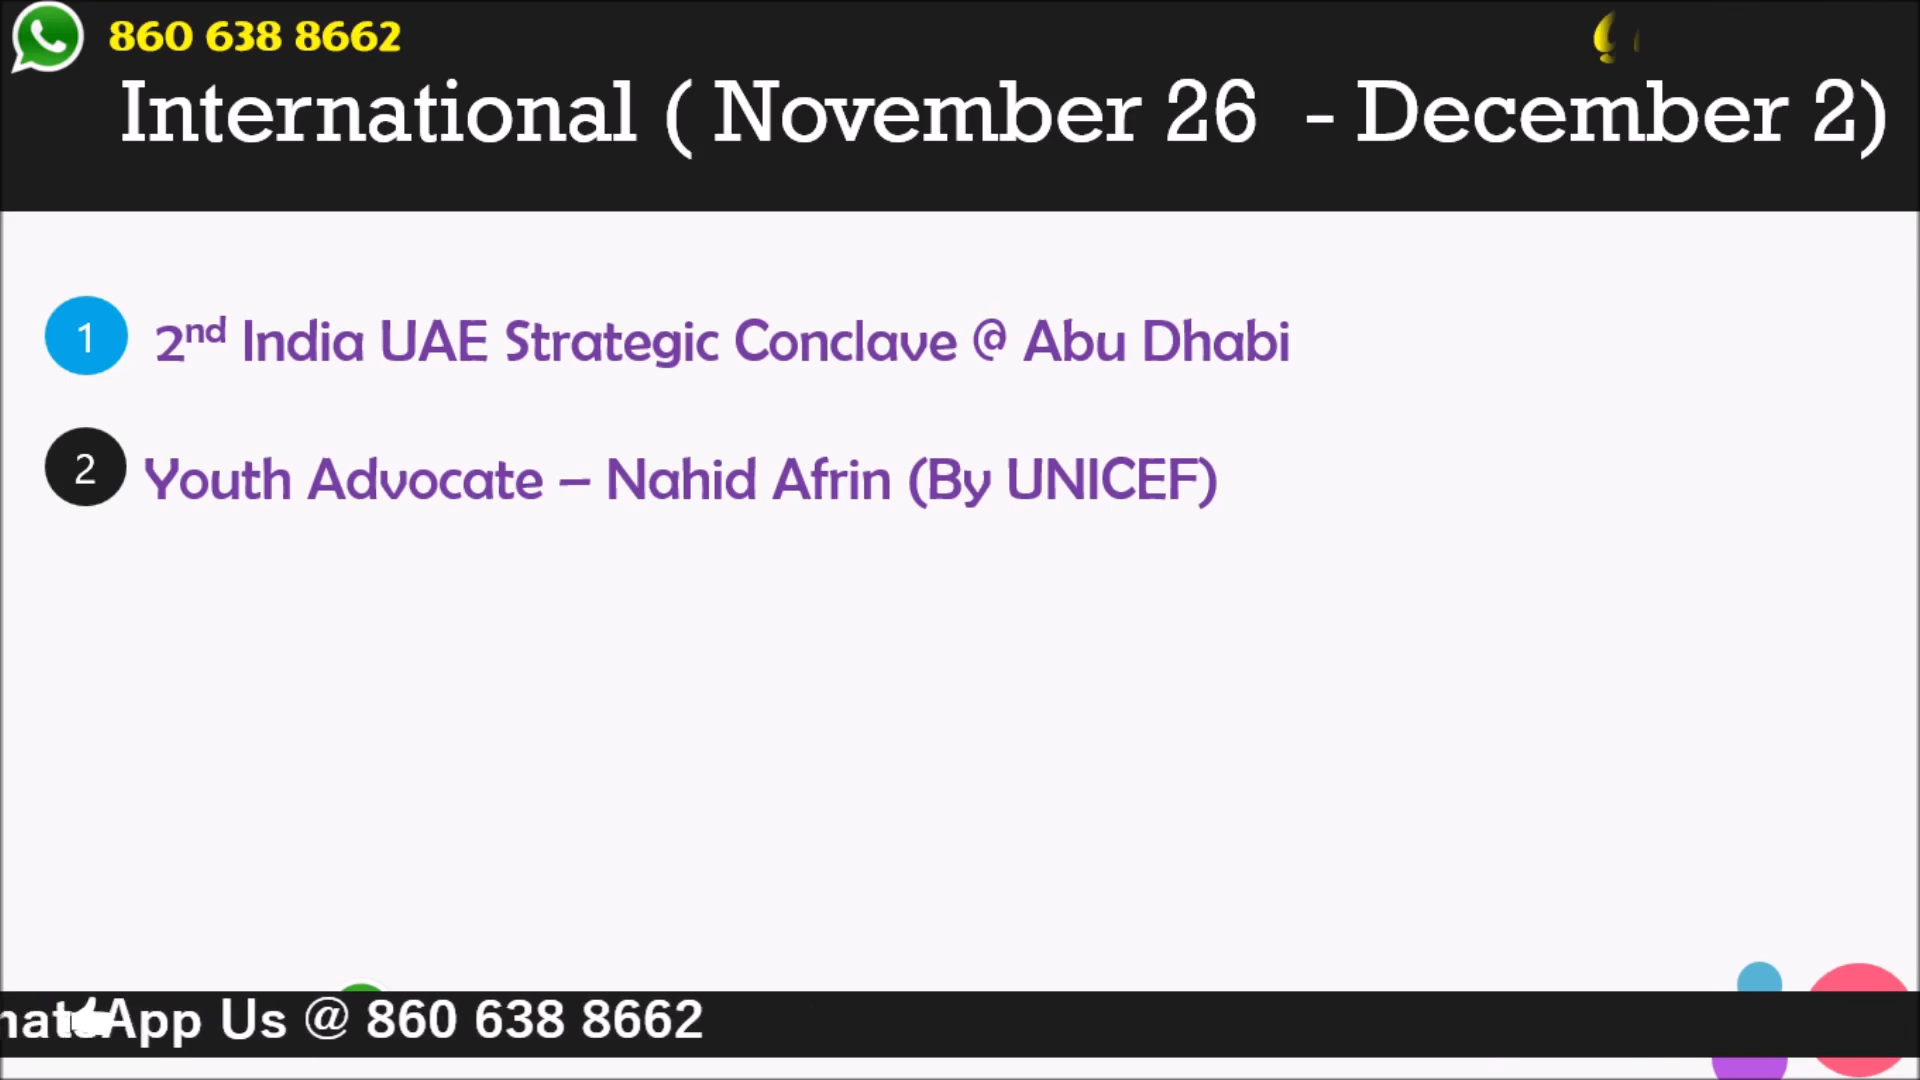 860 638 8662
International ( November 26 - December 2)
1 2nd India UAE Strategic Conclave @ Abu Dhabi
2 Youth Advocate – Nahid Afrin (By UNICEF)
App Us @ 860 638 8662